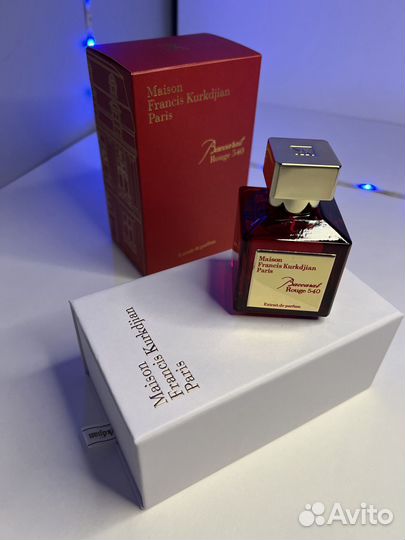 Maison
Francis Kurkdjian
Paris
Baccarat
Rouge 540
Extrait de parfum
Maison
Francis Kurkdjian
Paris
Baccarat
Rouge 540
Extrait de parfum
Maison
Francis Kurkdjian
Paris
Avito